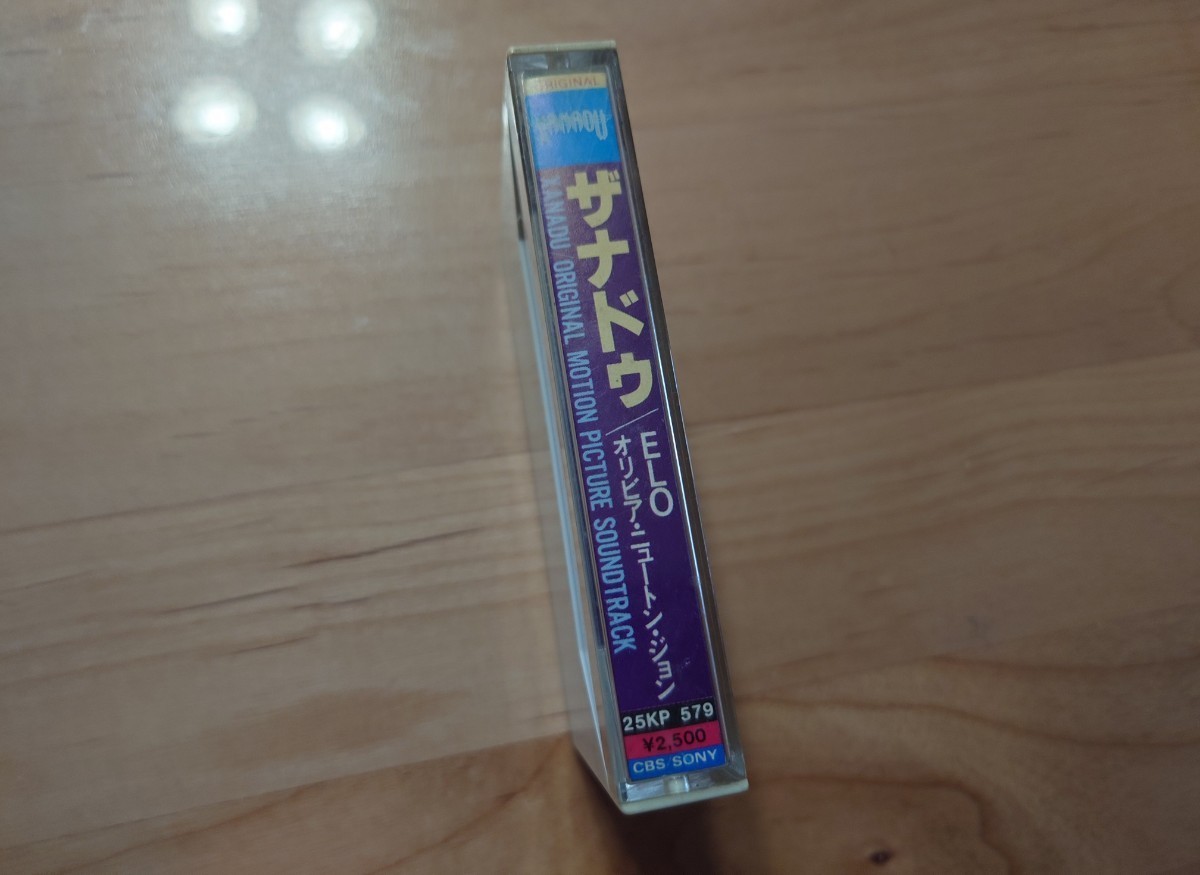 ORIGINAL
XANADU
ザナドゥ/ELO
オリビア・ニュートン・ジョン
XANADU/ORIGINAL MOTION PICTURE SOUNDTRACK
25KP 579
¥2,500
CBS/SONY